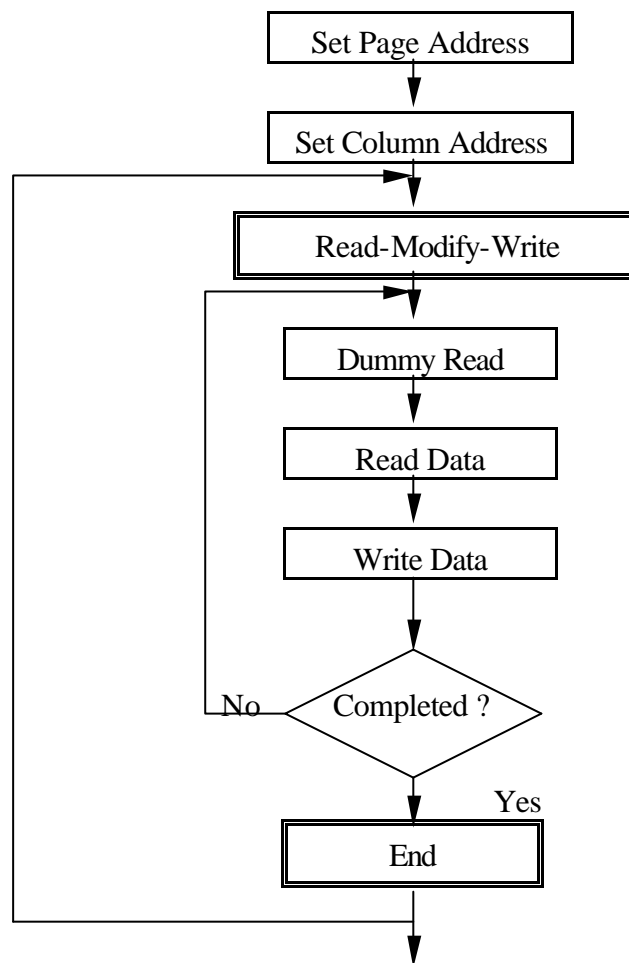 Set Page Address
Set Column Address
Read-Modify-Write
Dummy Read
Read Data
Write Data
No
Completed ?
Yes
End